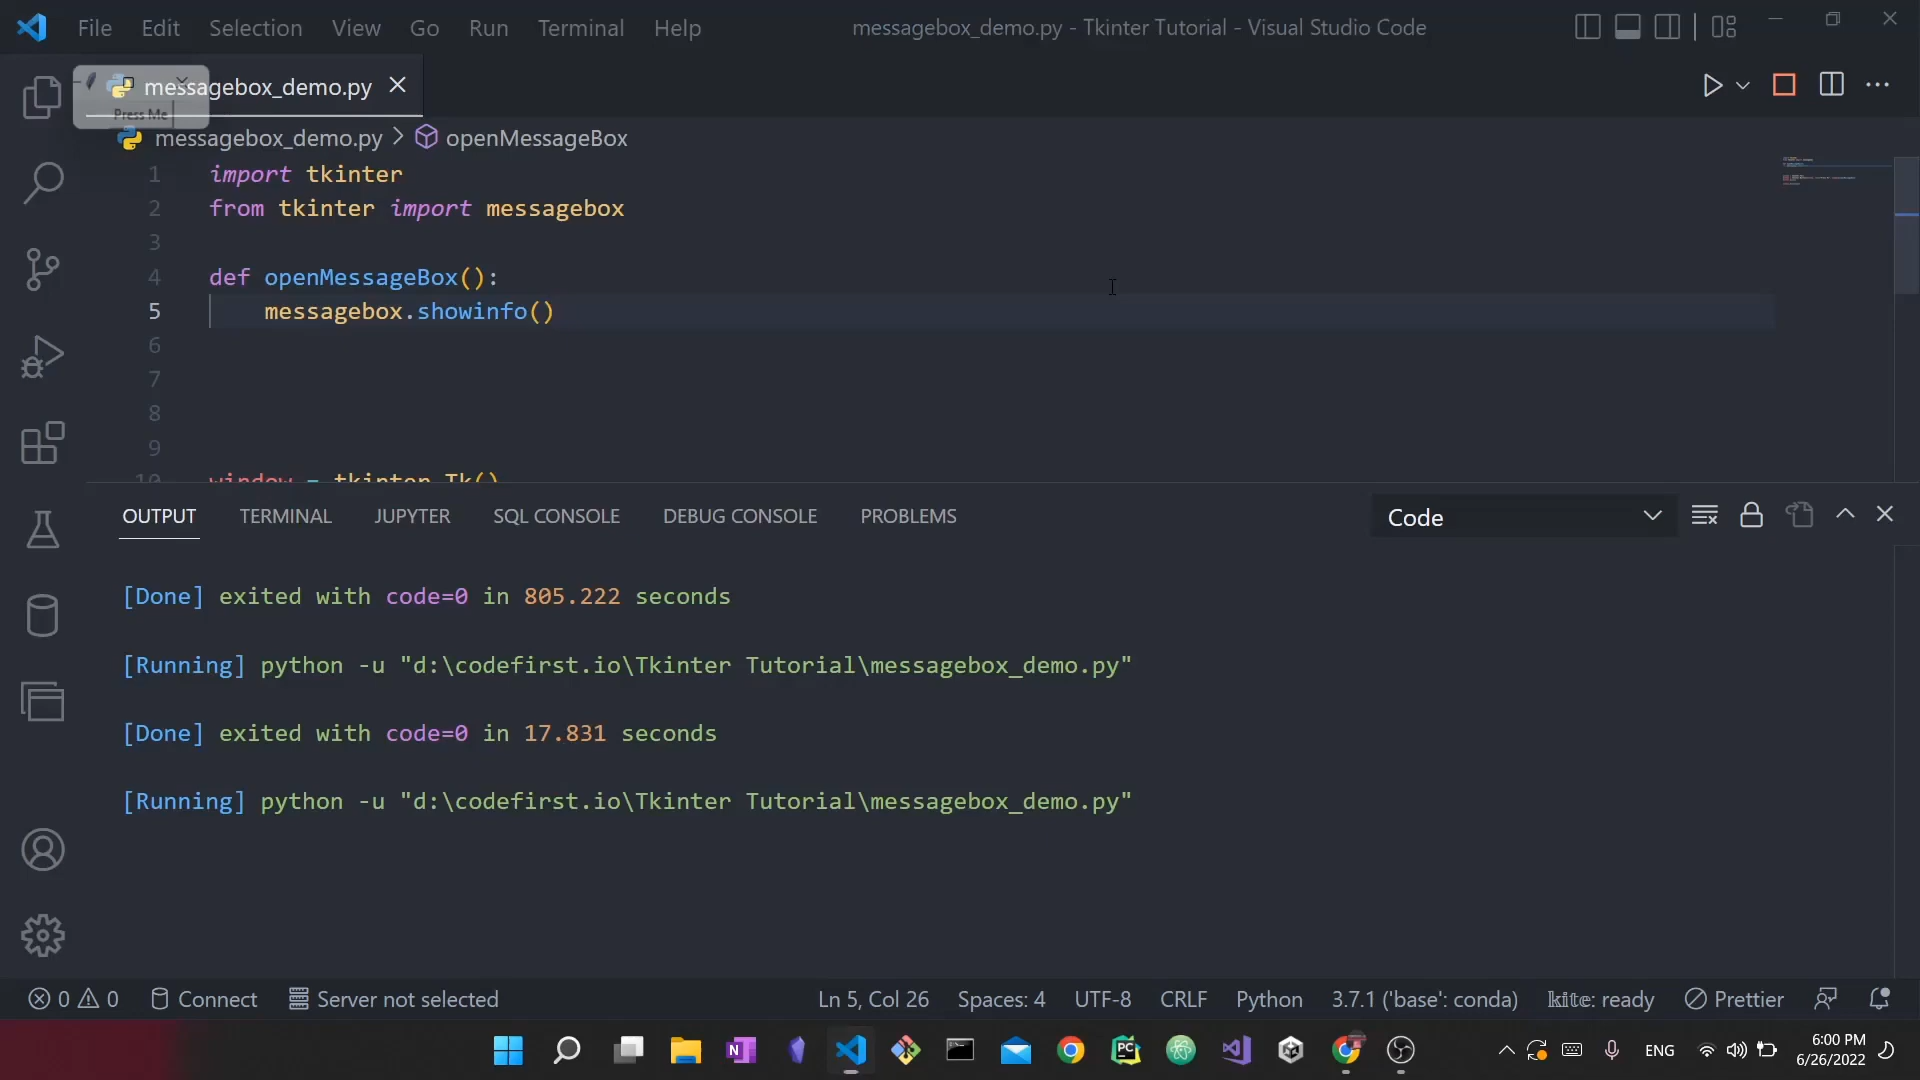 File Edit Selection View Go Run Terminal Help messagebox_demo.py - Tkinter Tutorial - Visual Studio Code
messagebox_demo.py
Press Me
messagebox_demo.py > openMessageBox
1 import tkinter
2 from tkinter import messagebox
3
4 def openMessageBox():
5 messagebox.showinfo()
6
7
8
9
10 window = tkinter.Tk()
OUTPUT TERMINAL JUPYTER SQL CONSOLE DEBUG CONSOLE PROBLEMS Code
[Done] exited with code=0 in 805.222 seconds
[Running] python -u "d:\codefirst.io\Tkinter Tutorial\messagebox_demo.py"
[Done] exited with code=0 in 17.831 seconds
[Running] python -u "d:\codefirst.io\Tkinter Tutorial\messagebox_demo.py"
0 0 Connect Server not selected Ln 5, Col 26 Spaces: 4 UTF-8 CRLF Python 3.7.1 ('base': conda) kite: ready Prettier
ENG 6:00 PM
6/26/2022